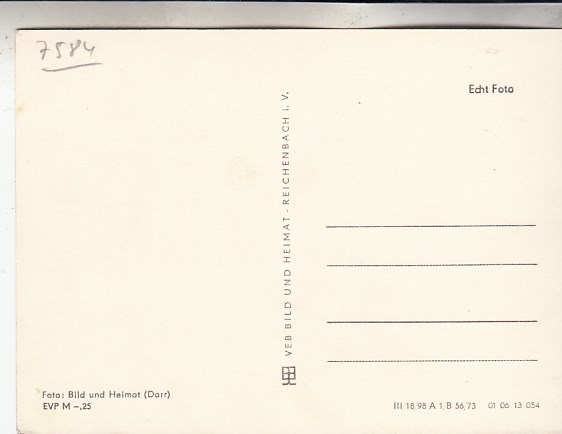 7584
Echt Foto
VEB BILD UND HEIMAT - REICHENBACH i. V.
Foto: Bild und Heimat (Darr)
EVP M –,25
III 18/98 A 1/B 56/73 01 06 13 054